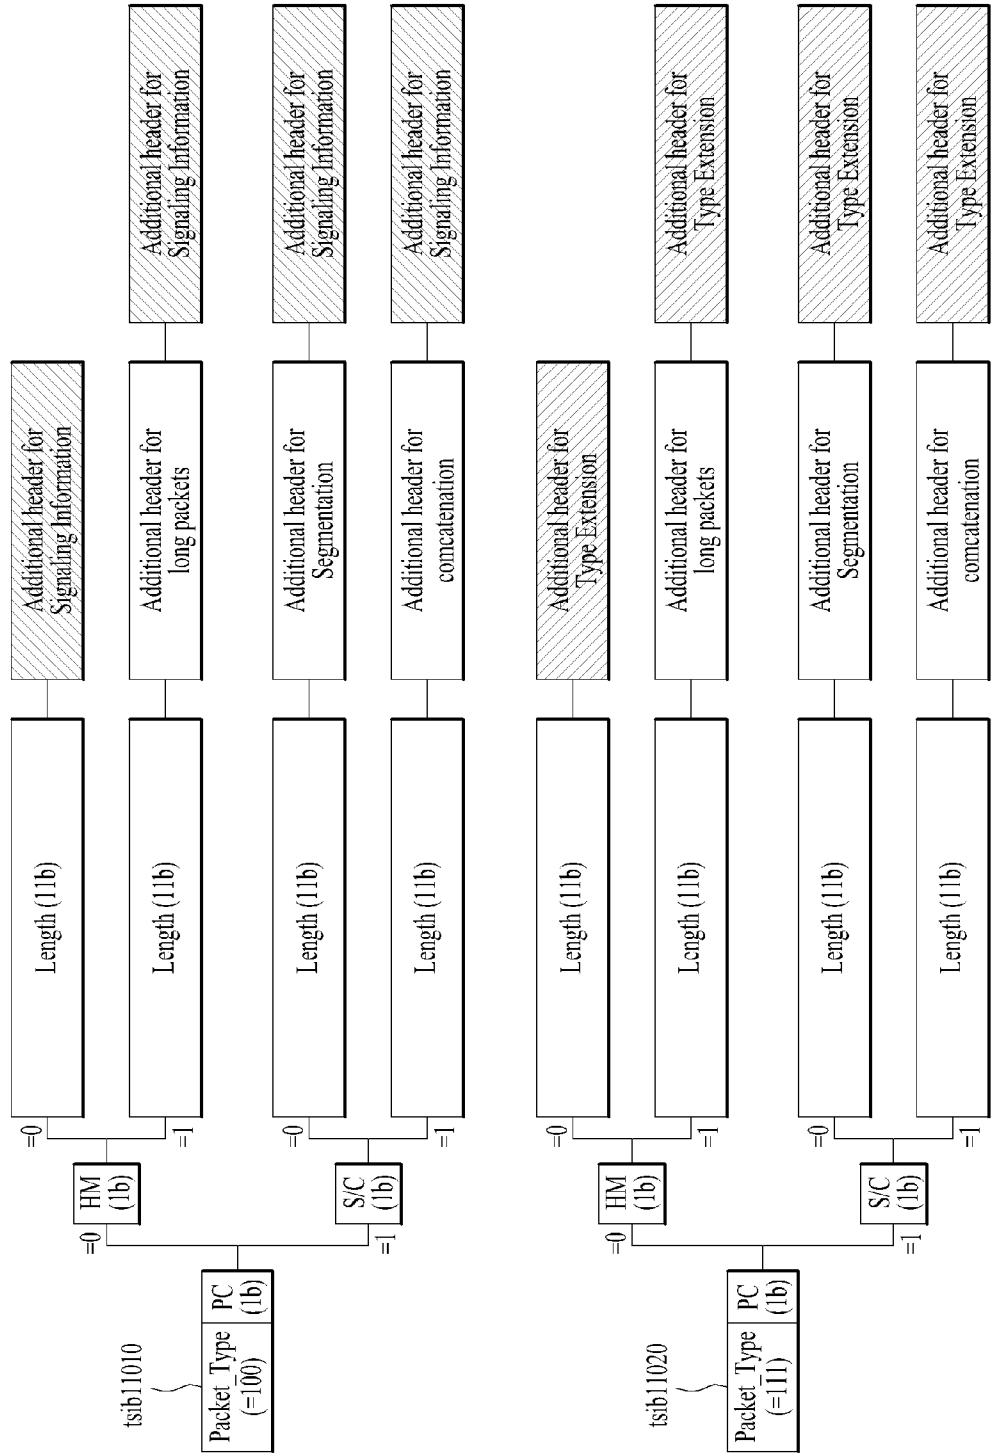 tsib11010
Packet_Type
(=100)
PC
(1b)
=0
HM
(1b)
=0
Length (11b)
Additional header for
Signaling Information
=1
Length (11b)
Additional header for
long packets
Additional header for
Signaling Information
=1
S/C
(1b)
=0
Length (11b)
Additional header for
Segmentation
Additional header for
Signaling Information
=1
Length (11b)
Additional header for
comcatenation
Additional header for
Signaling Information
tsib11020
Packet_Type
(=111)
PC
(1b)
=0
HM
(1b)
=0
Length (11b)
Additional header for
Type Extension
=1
Length (11b)
Additional header for
long packets
Additional header for
Type Extension
=1
S/C
(1b)
=0
Length (11b)
Additional header for
Segmentation
Additional header for
Type Extension
=1
Length (11b)
Additional header for
comcatenation
Additional header for
Type Extension